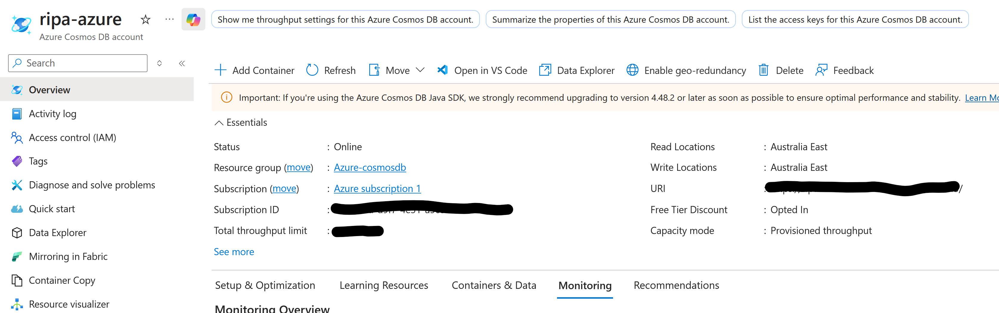 ripa-azure
Azure Cosmos DB account
Show me throughput settings for this Azure Cosmos DB account.
Summarize the properties of this Azure Cosmos DB account.
List the access keys for this Azure Cosmos DB account.
Search
Overview
Activity log
Access control (IAM)
Tags
Diagnose and solve problems
Quick start
Data Explorer
Mirroring in Fabric
Container Copy
Resource visualizer
Add Container
Refresh
Move
Open in VS Code
Data Explorer
Enable geo-redundancy
Delete
Feedback
Important: If you're using the Azure Cosmos DB Java SDK, we strongly recommend upgrading to version 4.48.2 or later as soon as possible to ensure optimal performance and stability. Learn Mo
Essentials
Status : Online
Resource group (move) : Azure-cosmosdb
Subscription (move) : Azure subscription 1
Subscription ID :
Total throughput limit :
See more
Read Locations : Australia East
Write Locations : Australia East
URI : /
Free Tier Discount : Opted In
Capacity mode : Provisioned throughput
Setup & Optimization
Learning Resources
Containers & Data
Monitoring
Recommendations
Monitoring Overview